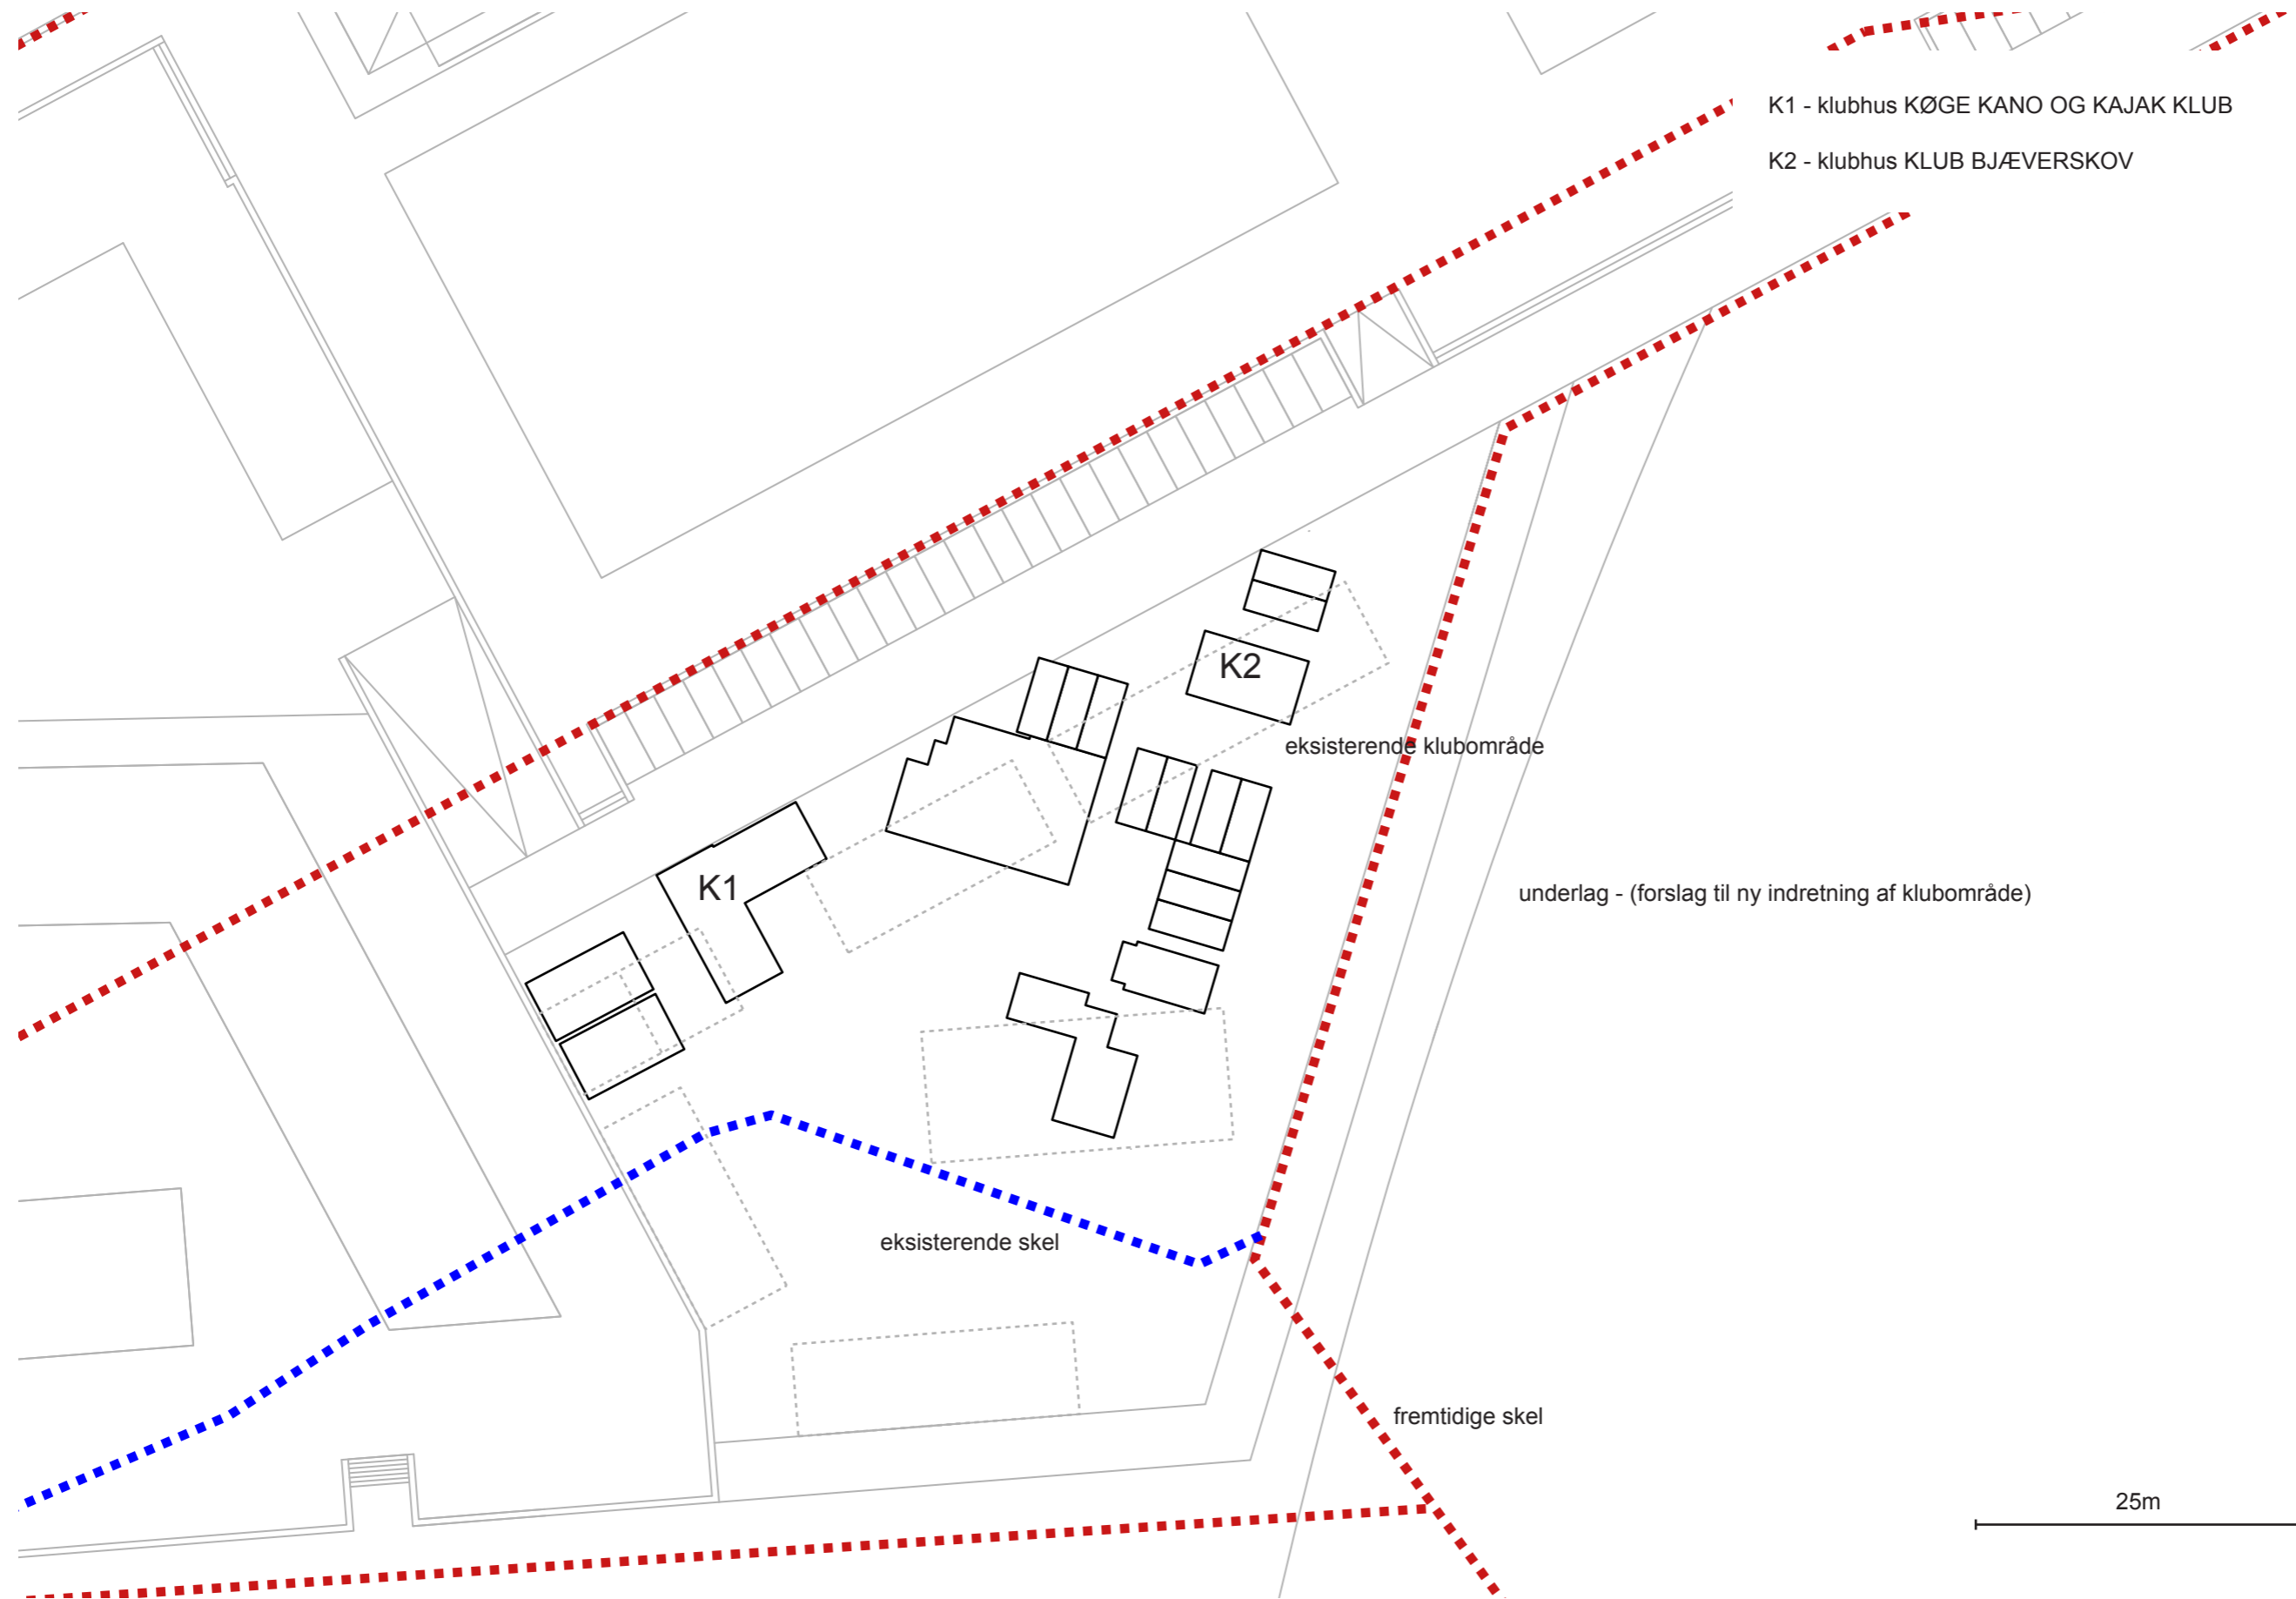 K1 - klubhus KØGE KANO OG KAJAK KLUB
K2 - klubhus KLUB BJÆVERSKOV
K2
eksisterende klubområde
K1
underlag - (forslag til ny indretning af klubområde)
eksisterende skel
fremtidige skel
25m